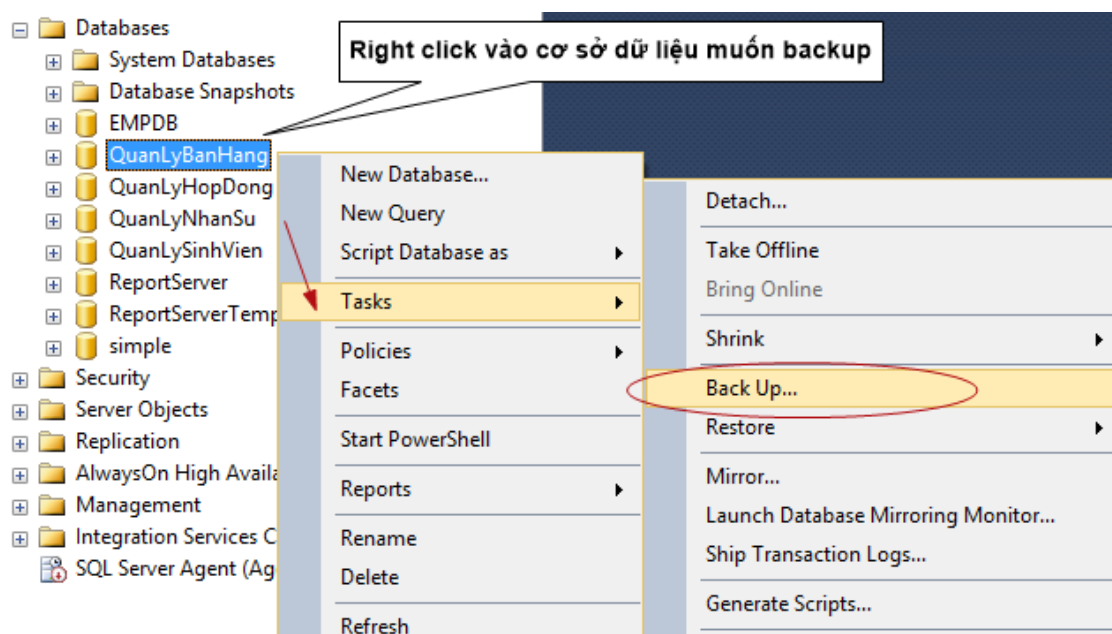 Databases
System Databases
Database Snapshots
EMPDB
QuanLyBanHang
QuanLyHopDong
QuanLyNhanSu
QuanLySinhVien
ReportServer
ReportServerTemp
simple
Security
Server Objects
Replication
AlwaysOn High Availa
Management
Integration Services C
SQL Server Agent (Ag
Right click vào cơ sở dữ liệu muốn backup
New Database...
New Query
Script Database as
Tasks
Policies
Facets
Start PowerShell
Reports
Rename
Delete
Refresh
Detach...
Take Offline
Bring Online
Shrink
Back Up...
Restore
Mirror...
Launch Database Mirroring Monitor...
Ship Transaction Logs...
Generate Scripts...